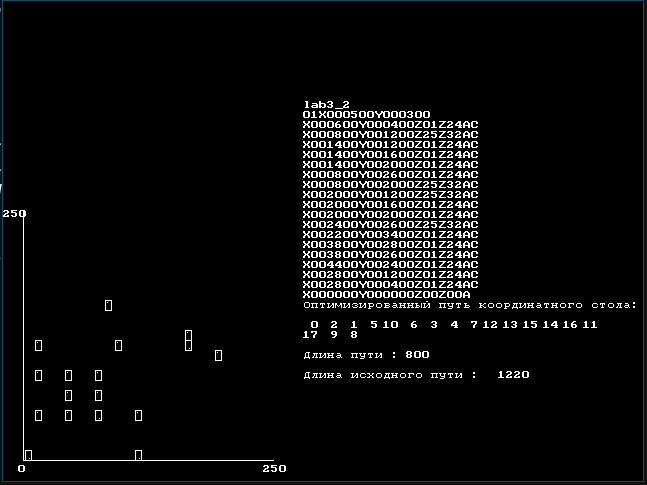 lab3_2
01X000500Y000300
X000600Y000400Z01Z24AC
X000800Y001200Z25Z32AC
X001400Y001200Z01Z24AC
X001400Y001600Z01Z24AC
X001400Y002000Z01Z24AC
X000800Y002600Z01Z24AC
X000800Y002000Z25Z32AC
X002000Y001200Z25Z32AC
X002000Y001600Z01Z24AC
X002000Y002000Z01Z24AC
X002400Y002600Z25Z32AC
X002200Y003400Z01Z24AC
X003800Y002800Z01Z24AC
X003800Y002600Z01Z24AC
X004400Y002400Z01Z24AC
X002800Y001200Z01Z24AC
X002800Y000400Z01Z24AC
X000000Y000000Z00Z00A
Оптимизированный путь координатного стола:
0 2 1 5 10 6 3 4 7 12 13 15 14 16 11
17 9 8
Длина пути : 800
Длина исходного пути : 1220
250
0 250